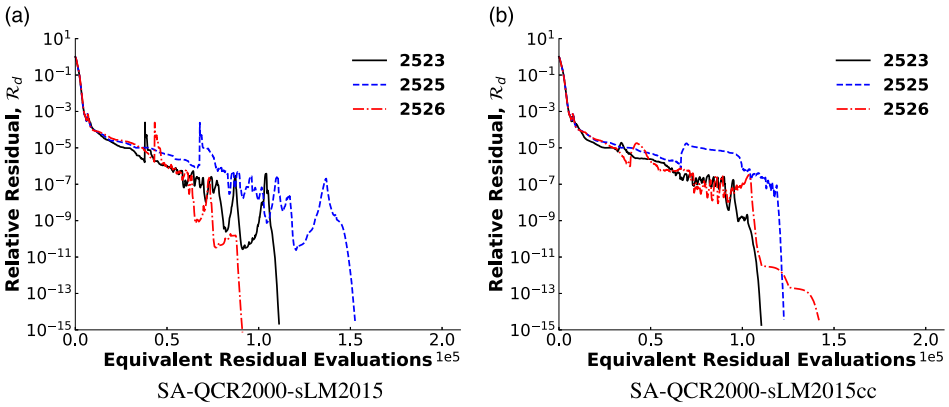 (a)
10^1
10^-1
10^-3
10^-5
10^-7
10^-9
10^-11
10^-13
10^-15
Relative Residual, R_d
2523
2525
2526
0.0 0.5 1.0 1.5 2.0
1e5
Equivalent Residual Evaluations
SA-QCR2000-sLM2015
(b)
10^1
10^-1
10^-3
10^-5
10^-7
10^-9
10^-11
10^-13
10^-15
Relative Residual, R_d
2523
2525
2526
0.0 0.5 1.0 1.5 2.0
1e5
Equivalent Residual Evaluations
SA-QCR2000-sLM2015cc